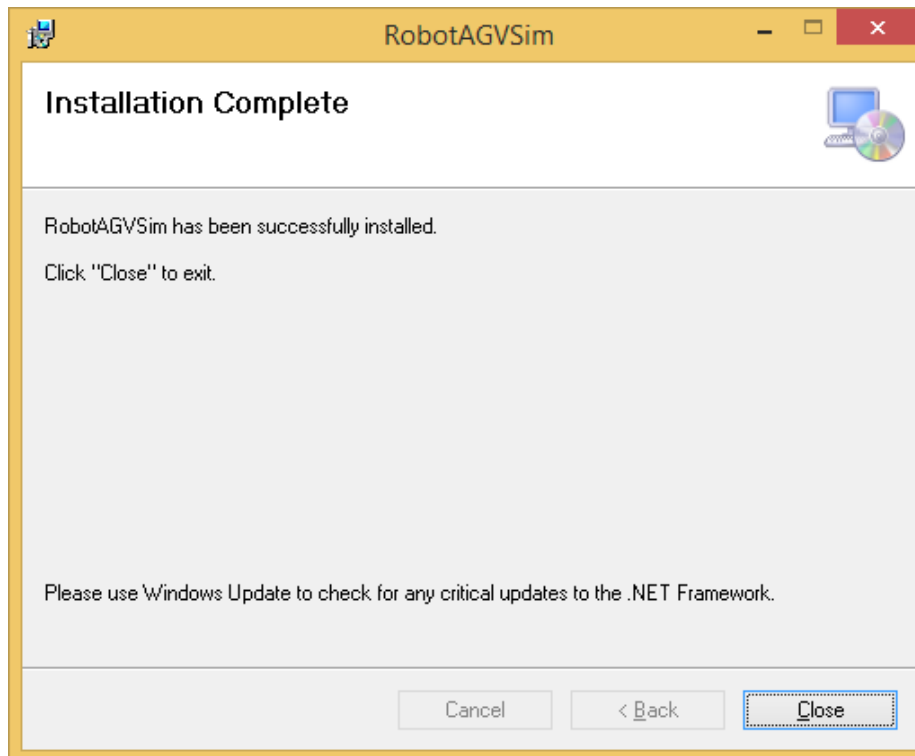 RobotAGVSim
Installation Complete
RobotAGVSim has been successfully installed.
Click "Close" to exit.
Please use Windows Update to check for any critical updates to the .NET Framework.
Cancel
< Back
Close